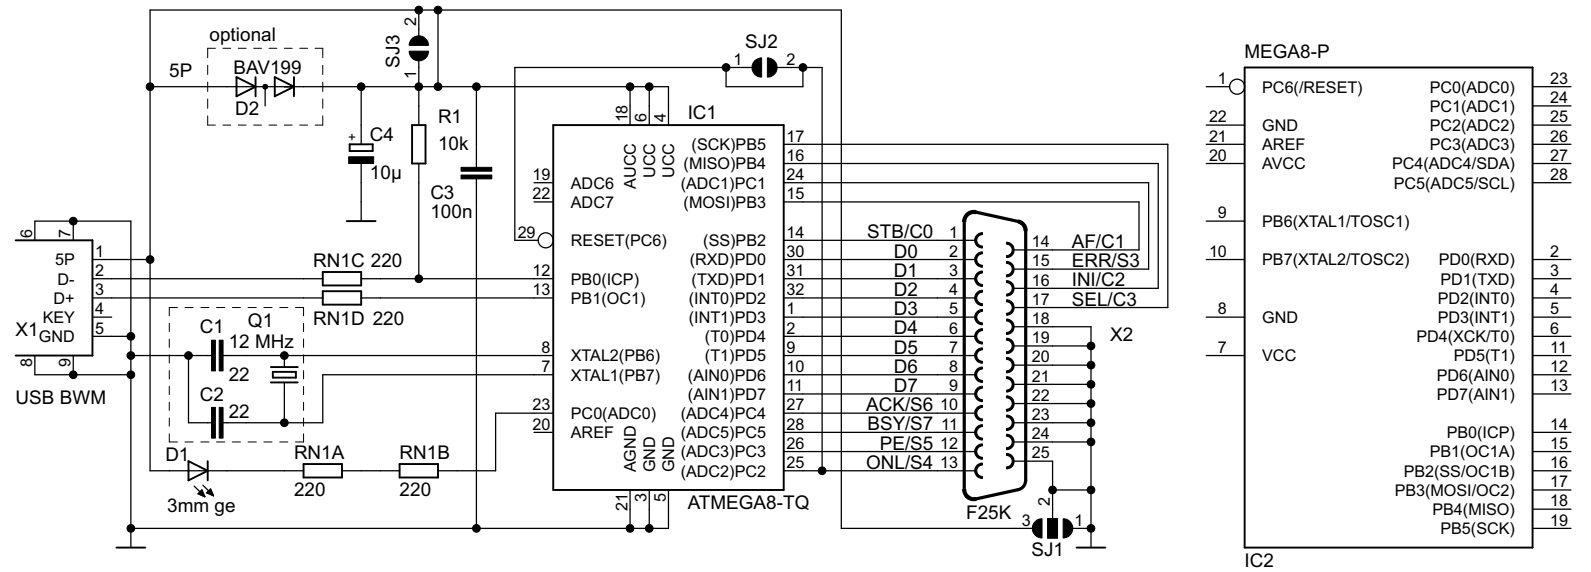 optional
5P
BAV199
D2
SJ3
2
1
C4
+
10µ
R1
10k
C3
100n
SJ2
1
2
IC1
18
6
4
AUCC
UCC
UCC
19 ADC6
22 ADC7
29 RESET(PC6)
12 PB0(ICP)
13 PB1(OC1)
8 XTAL2(PB6)
7 XTAL1(PB7)
23 PC0(ADC0)
20 AREF
AGND
GND
GND
21
3
5
(SCK)PB5 17
(MISO)PB4 16
(ADC1)PC1 24
(MOSI)PB3 15
(SS)PB2 14
(RXD)PD0 30
(TXD)PD1 31
(INT0)PD2 32
(INT1)PD3 1
(T0)PD4 2
(T1)PD5 9
(AIN0)PD6 10
(AIN1)PD7 11
(ADC4)PC4 27
(ADC5)PC5 28
(ADC3)PC3 26
(ADC2)PC2 25
ATMEGA8-TQ
6
7
5P 1
D- 2
D+ 3
KEY 4
GND 5
X1
8
9
USB BWM
RN1C 220
RN1D 220
C1
Q1
12 MHz
22
C2
22
D1
3mm ge
RN1A
220
RN1B
220
STB/C0 1
D0 2
D1 3
D2 4
D3 5
D4 6
D5 7
D6 8
D7 9
ACK/S6 10
BSY/S7 11
PE/S5 12
ONL/S4 13
14 AF/C1
15 ERR/S3
16 INI/C2
17 SEL/C3
18
19
20
21
22
23
24
25
X2
F25K
2
3
1
SJ1
MEGA8-P
1 PC6(/RESET)
22 GND
21 AREF
20 AVCC
9 PB6(XTAL1/TOSC1)
10 PB7(XTAL2/TOSC2)
8 GND
7 VCC
PC0(ADC0) 23
PC1(ADC1) 24
PC2(ADC2) 25
PC3(ADC3) 26
PC4(ADC4/SDA) 27
PC5(ADC5/SCL) 28
PD0(RXD) 2
PD1(TXD) 3
PD2(INT0) 4
PD3(INT1) 5
PD4(XCK/T0) 6
PD5(T1) 11
PD6(AIN0) 12
PD7(AIN1) 13
PB0(ICP) 14
PB1(OC1A) 15
PB2(SS/OC1B) 16
PB3(MOSI/OC2) 17
PB4(MISO) 18
PB5(SCK) 19
IC2